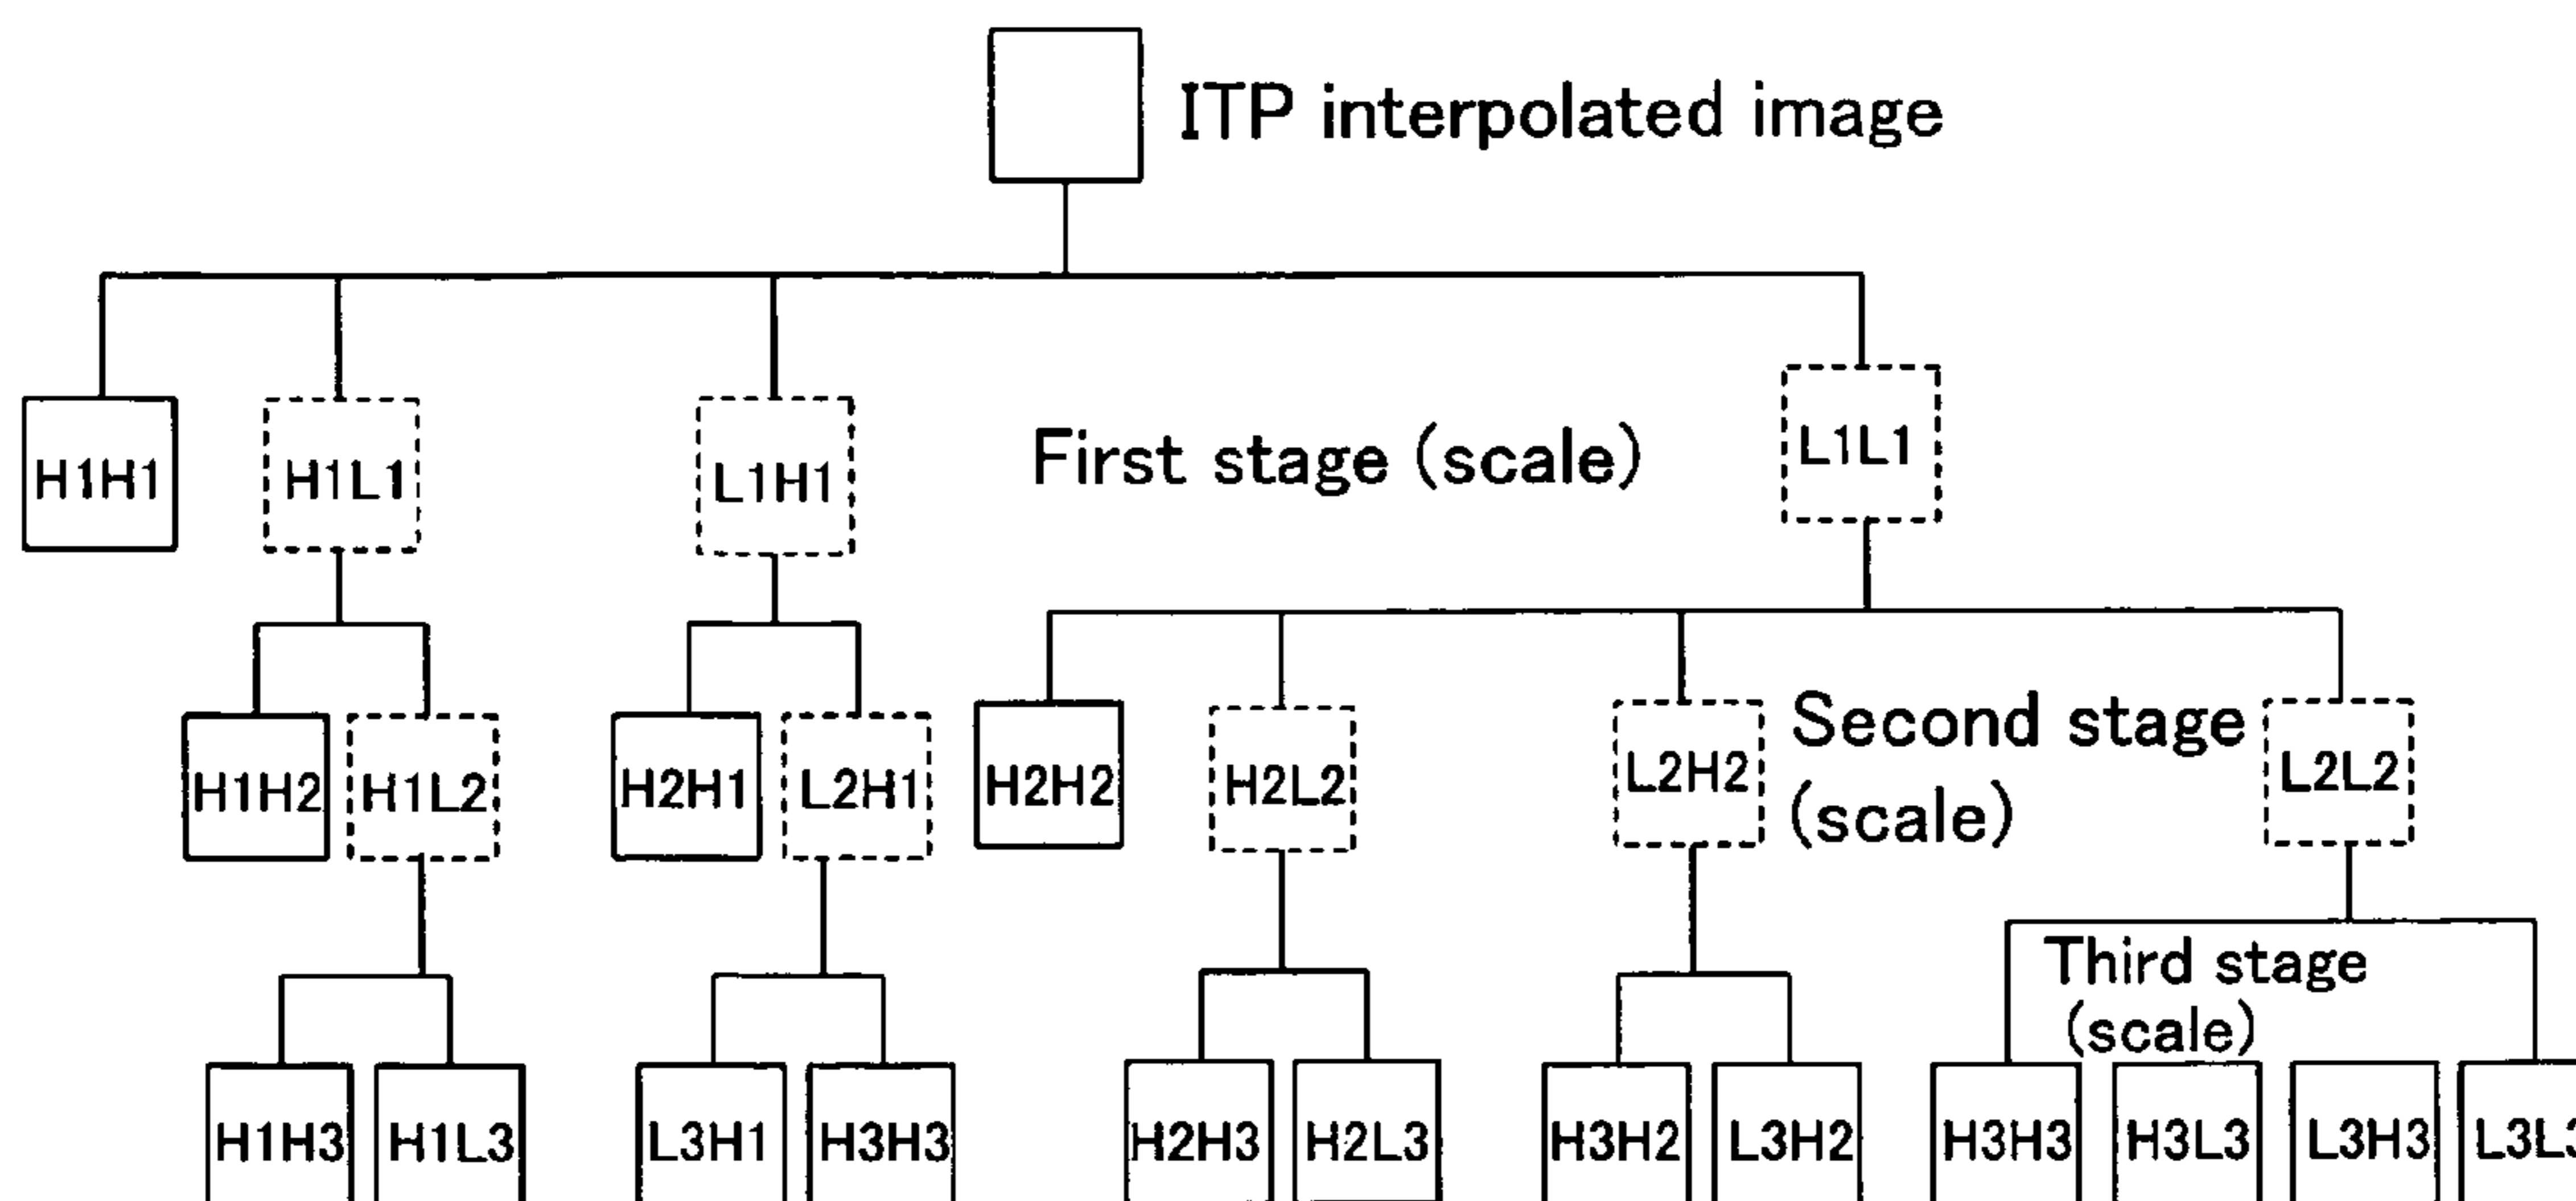 ITP interpolated image
H1H1
H1L1
L1H1
First stage (scale)
L1L1
H1H2
H1L2
H2H1
L2H1
H2H2
H2L2
L2H2
Second stage
(scale)
L2L2
Third stage
(scale)
H1H3
H1L3
L3H1
H3H3
H2H3
H2L3
H3H2
L3H2
H3H3
H3L3
L3H3
L3L3